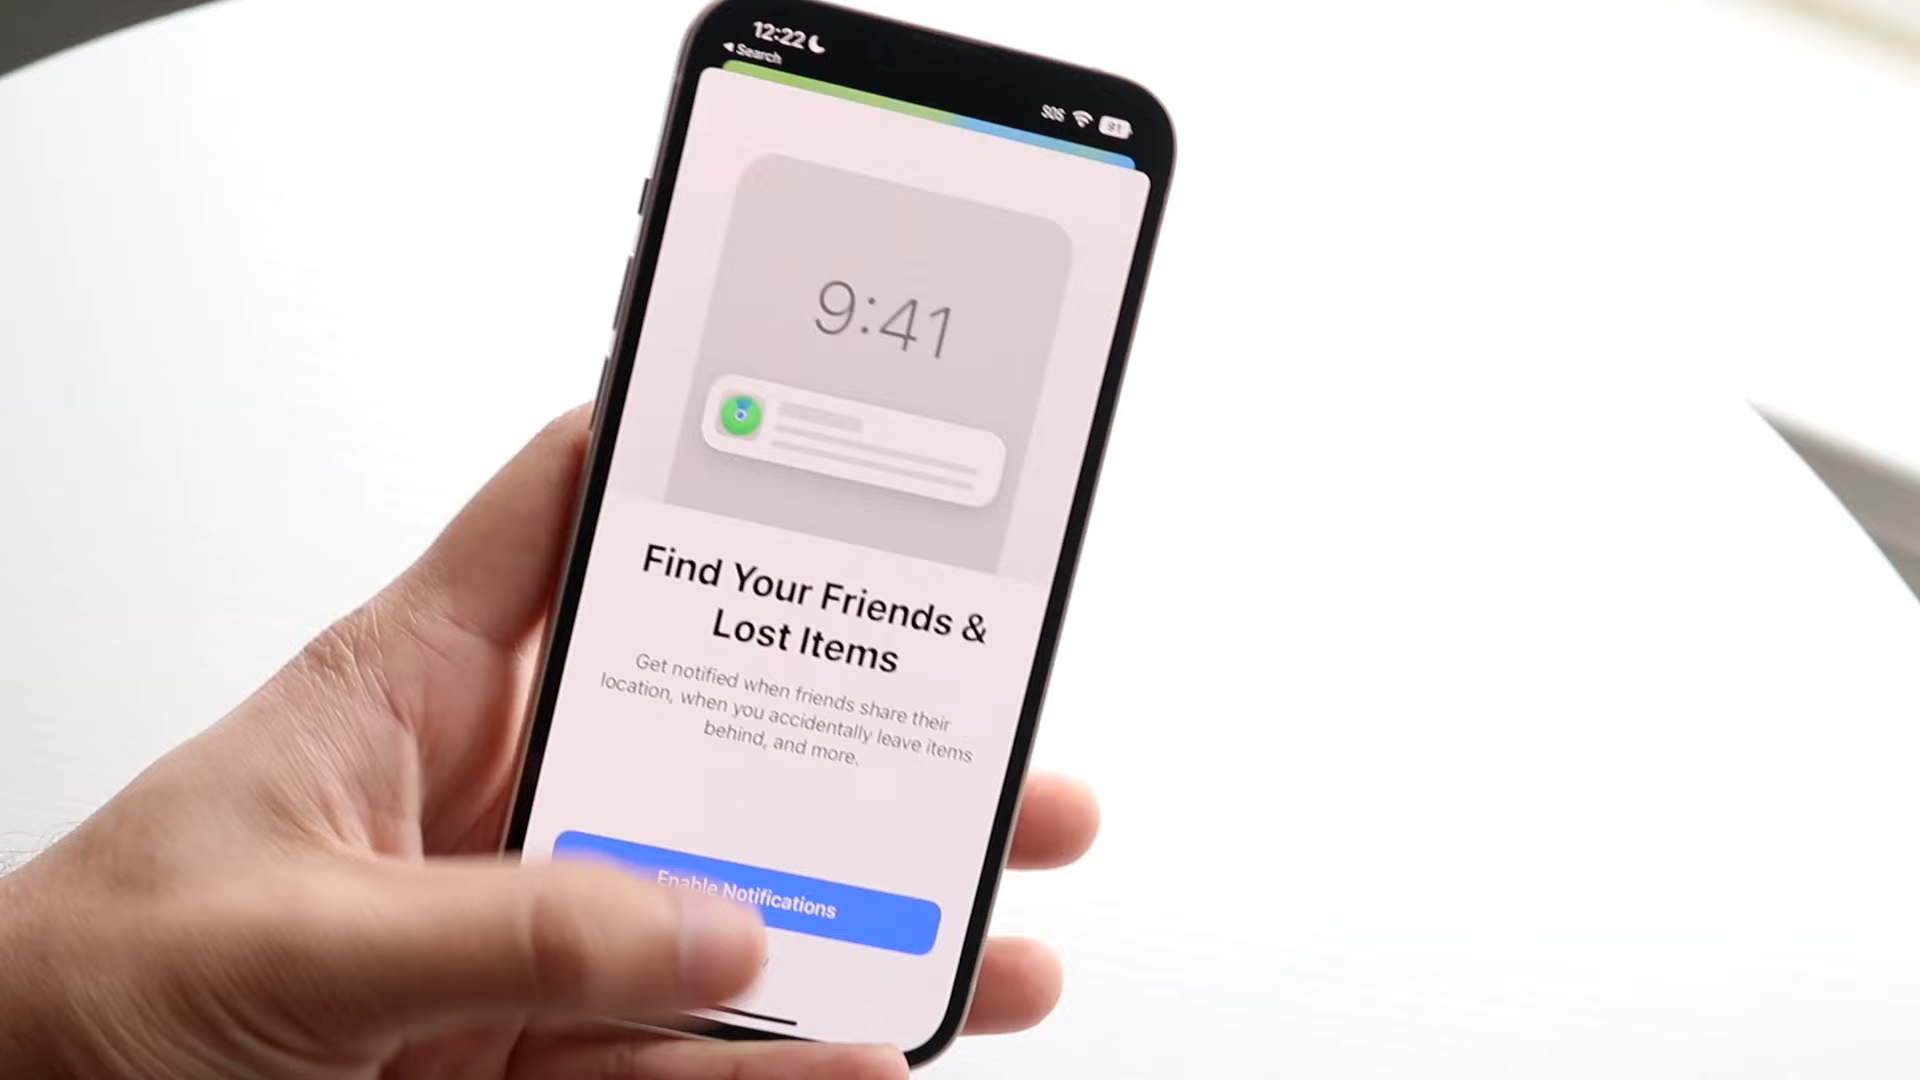 12:22
Search
SOS
91
9:41
Find Your Friends &
Lost Items
Get notified when friends share their
location, when you accidentally leave items
behind, and more.
Enable Notifications